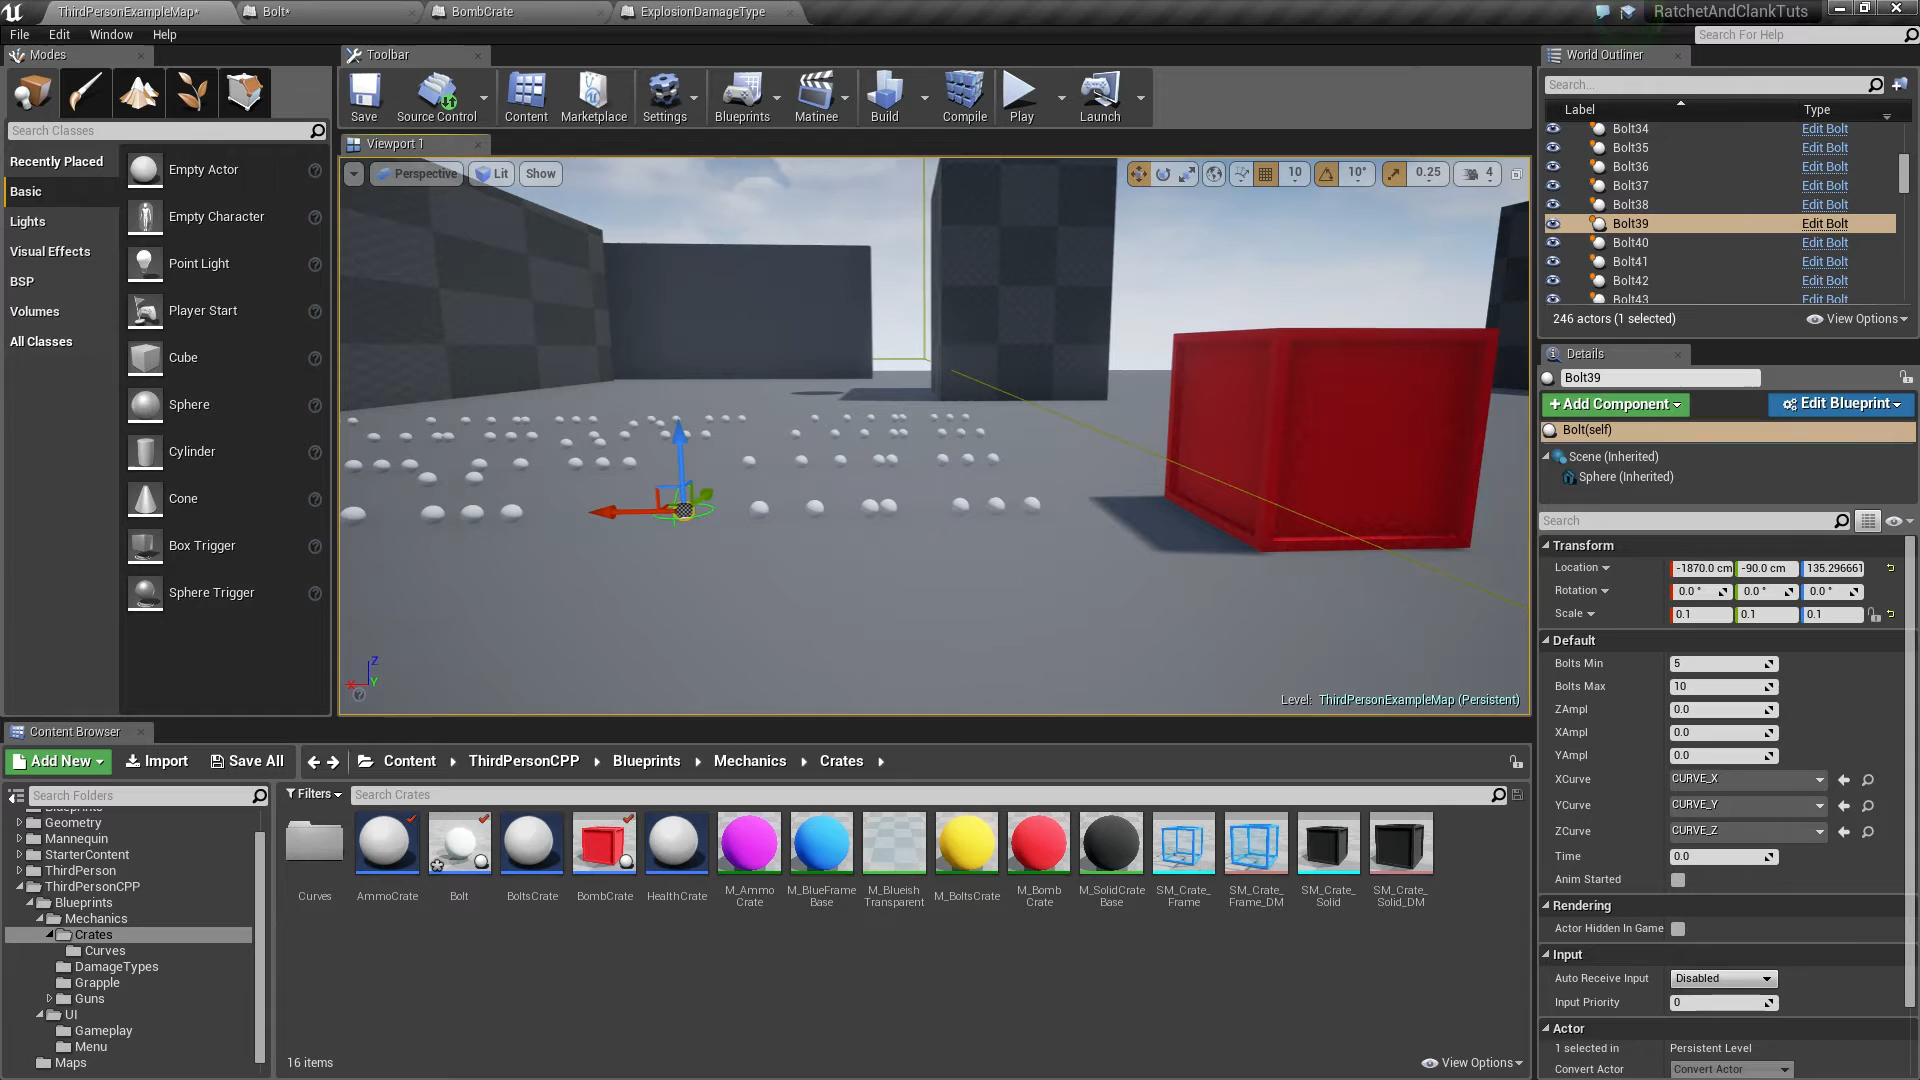 ThirdPersonExampleMap*
Bolt*
BombCrate
ExplosionDamageType
RatchetAndClankTuts
File
Edit
Window
Help
Search For Help
Modes
Toolbar
World Outliner
Search Classes
Recently Placed
Basic
Lights
Visual Effects
BSP
Volumes
All Classes
Empty Actor
Empty Character
Point Light
Player Start
Cube
Sphere
Cylinder
Cone
Box Trigger
Sphere Trigger
Save
Source Control
Content
Marketplace
Settings
Blueprints
Matinee
Build
Compile
Play
Launch
Viewport 1
Perspective
Lit
Show
10
10°
0.25
4
X
Y
Z
Level: ThirdPersonExampleMap (Persistent)
Search...
Label
Type
Bolt34 Edit Bolt
Bolt35 Edit Bolt
Bolt36 Edit Bolt
Bolt37 Edit Bolt
Bolt38 Edit Bolt
Bolt39 Edit Bolt
Bolt40 Edit Bolt
Bolt41 Edit Bolt
Bolt42 Edit Bolt
Bolt43 Edit Bolt
246 actors (1 selected)
View Options
Details
Bolt39
+Add Component
Edit Blueprint
Bolt(self)
Scene (Inherited)
Sphere (Inherited)
Search
Transform
Location -1870.0 cm -90.0 cm 135.296661
Rotation 0.0 ° 0.0 ° 0.0 °
Scale 0.1 0.1 0.1
Default
Bolts Min 5
Bolts Max 10
ZAmpl 0.0
XAmpl 0.0
YAmpl 0.0
XCurve CURVE_X
YCurve CURVE_Y
ZCurve CURVE_Z
Time 0.0
Anim Started
Rendering
Actor Hidden In Game
Input
Auto Receive Input Disabled
Input Priority 0
Actor
1 selected in Persistent Level
Convert Actor Convert Actor
Content Browser
Add New
Import
Save All
Content
ThirdPersonCPP
Blueprints
Mechanics
Crates
Search Folders
Blueprints
Geometry
Mannequin
StarterContent
ThirdPerson
ThirdPersonCPP
Blueprints
Mechanics
Crates
Curves
DamageTypes
Grapple
Guns
UI
Gameplay
Menu
Maps
Filters
Search Crates
Curves
AmmoCrate
Bolt
BoltsCrate
BombCrate
HealthCrate
M_Ammo
Crate
M_BlueFrame
Base
M_Blueish
Transparent
M_BoltsCrate
M_Bomb
Crate
M_SolidCrate
Base
SM_Crate_
Frame
SM_Crate_
Frame_DM
SM_Crate_
Solid
SM_Crate_
Solid_DM
16 items
View Options